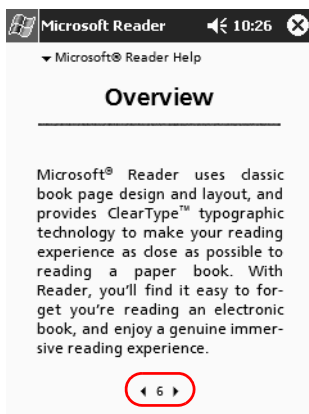 Microsoft Reader 10:26
Microsoft® Reader Help
Overview
Microsoft® Reader uses classic
book page design and layout, and
provides ClearType™ typographic
technology to make your reading
experience as close as possible to
reading a paper book. With
Reader, you'll find it easy to for-
get you're reading an electronic
book, and enjoy a genuine immer-
sive reading experience.
6